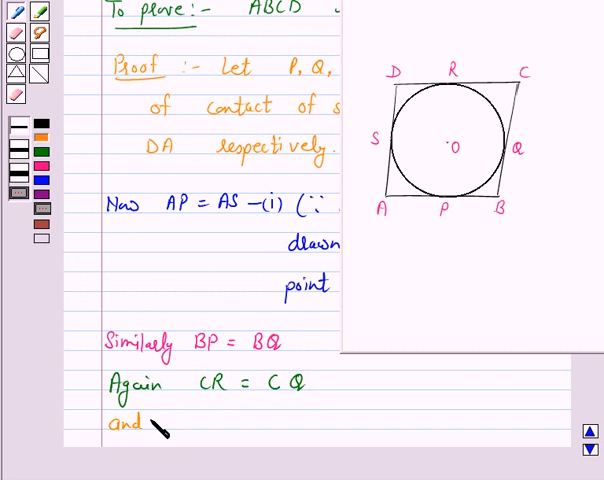 To prove :- ABCD
Proof :- Let P, Q,
of contact of s
DA respectively.
Now AP = AS -(i) (∵
drawn
point
Similarly BP = BQ
Again CR = CQ
and
D R C
S O Q
A P B